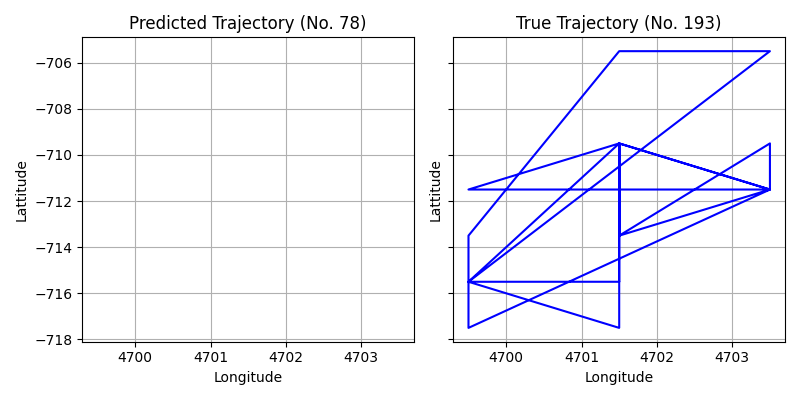 Predicted Trajectory (No. 78)
True Trajectory (No. 193)
Lattitude
−706
−708
−710
−712
−714
−716
−718
4700
4701
4702
4703
Longitude
Lattitude
4700
4701
4702
4703
Longitude